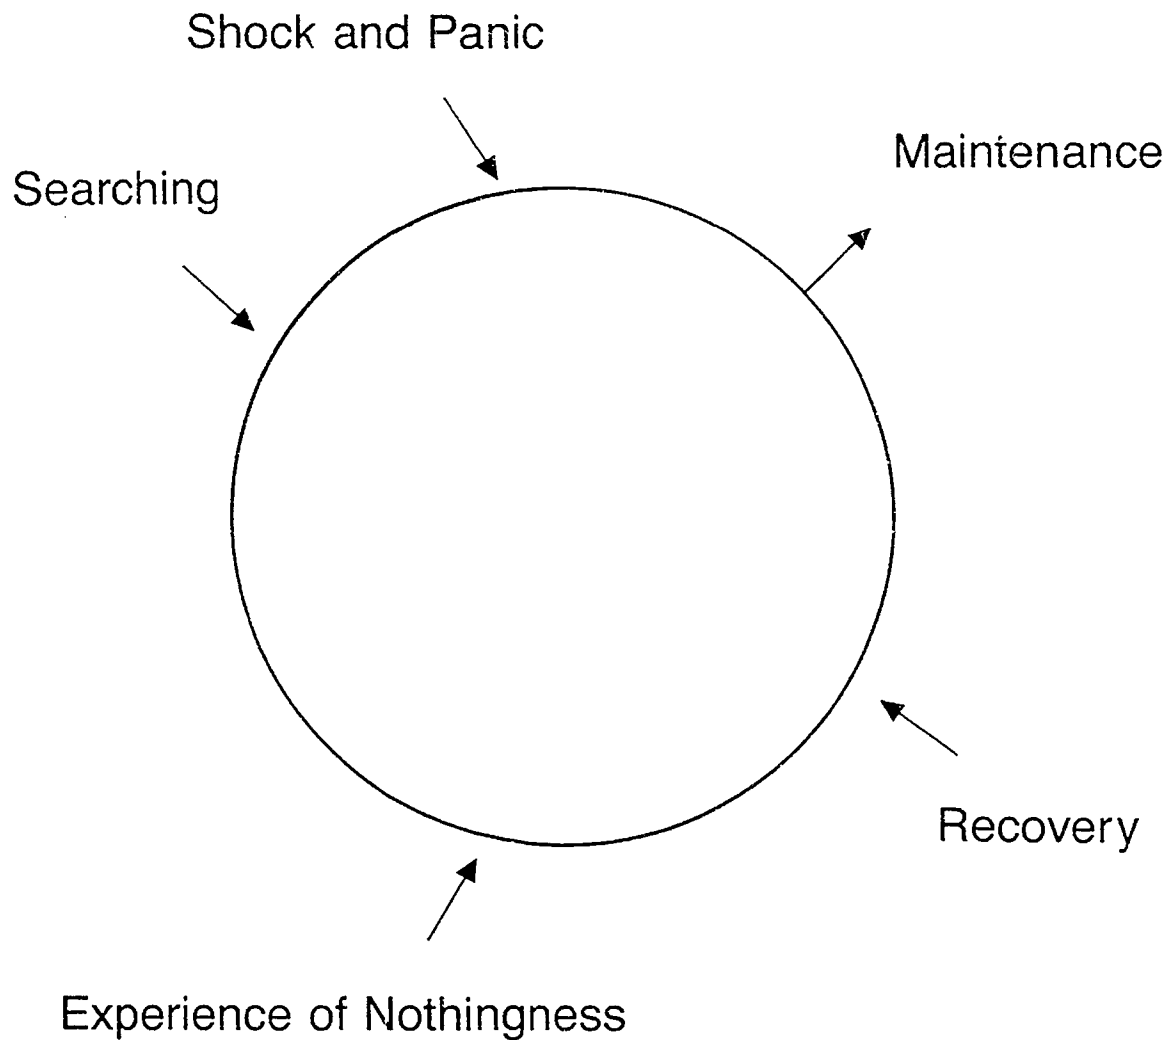 Shock and Panic
Maintenance
Searching
Recovery
Experience of Nothingness